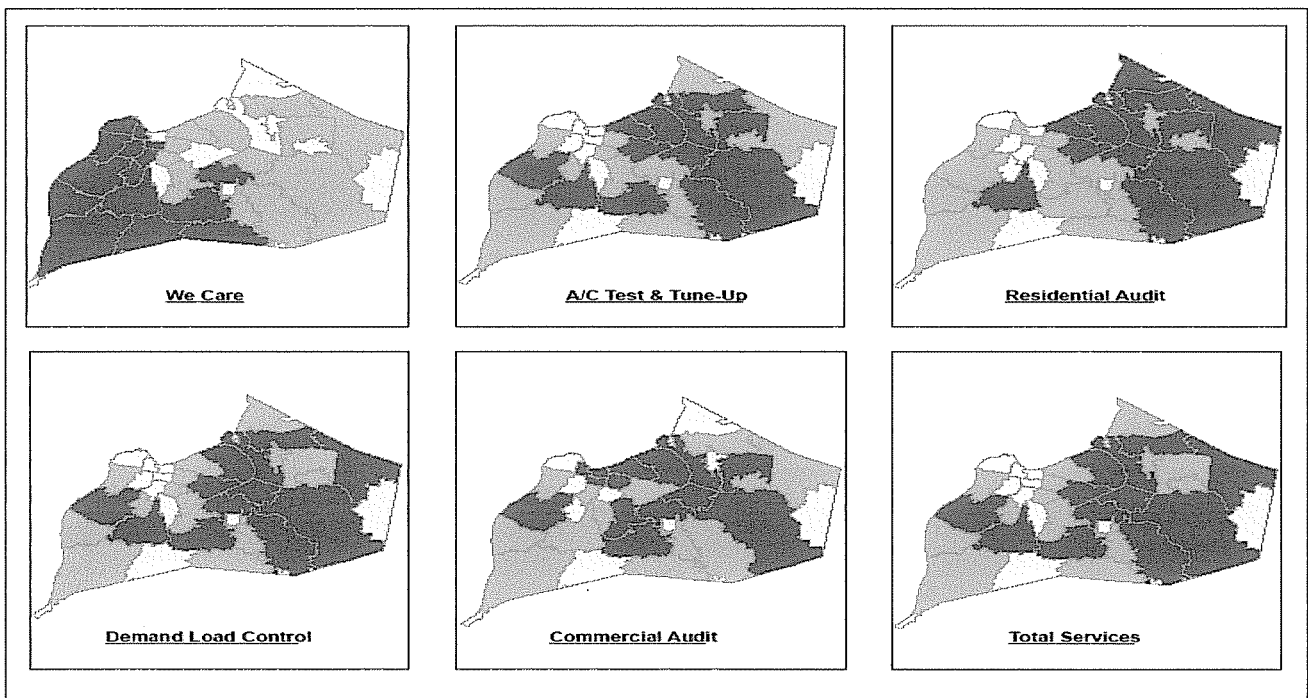 We Care
A/C Test & Tune-Up
Residential Audit
Demand Load Control
Commercial Audit
Total Services